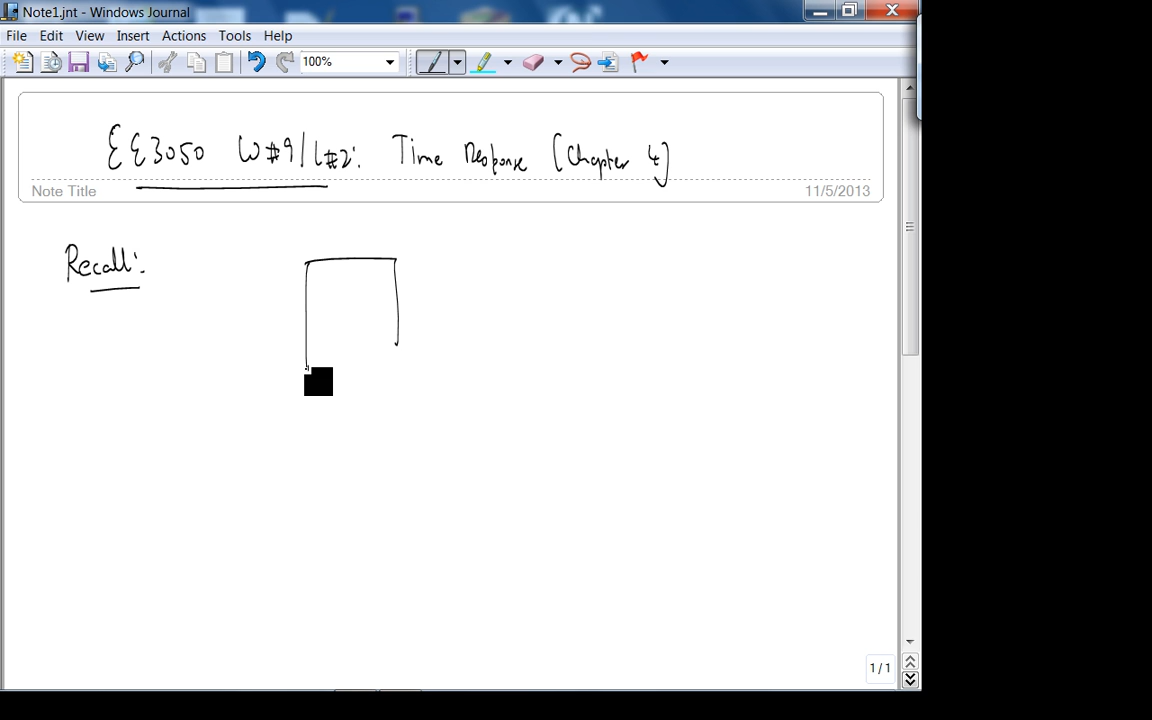 Note1.jnt - Windows Journal
File Edit View Insert Actions Tools Help
100%
EE3050 W#9/L#2: Time Response [Chapter 4]
Note Title 11/5/2013
Recall:
1/1